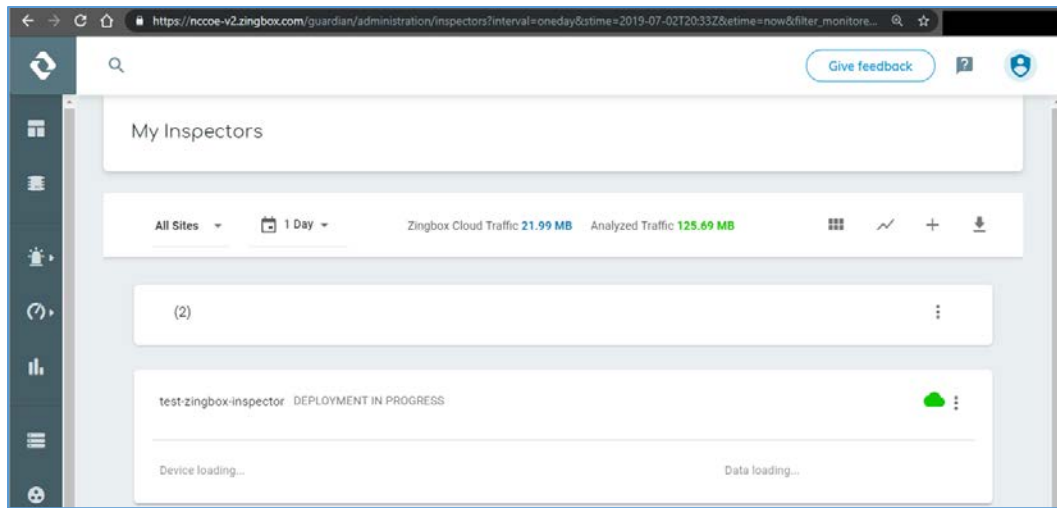 https://nccoe-v2.zingbox.com/guardian/administration/inspectors?interval=oneday&stime=2019-07-02T20:33Z&etime=now&filter_monitore...
Give feedback
My Inspectors
All Sites 1 Day Zingbox Cloud Traffic 21.99 MB Analyzed Traffic 125.69 MB
(2)
test-zingbox-inspector DEPLOYMENT IN PROGRESS
Device loading... Data loading...